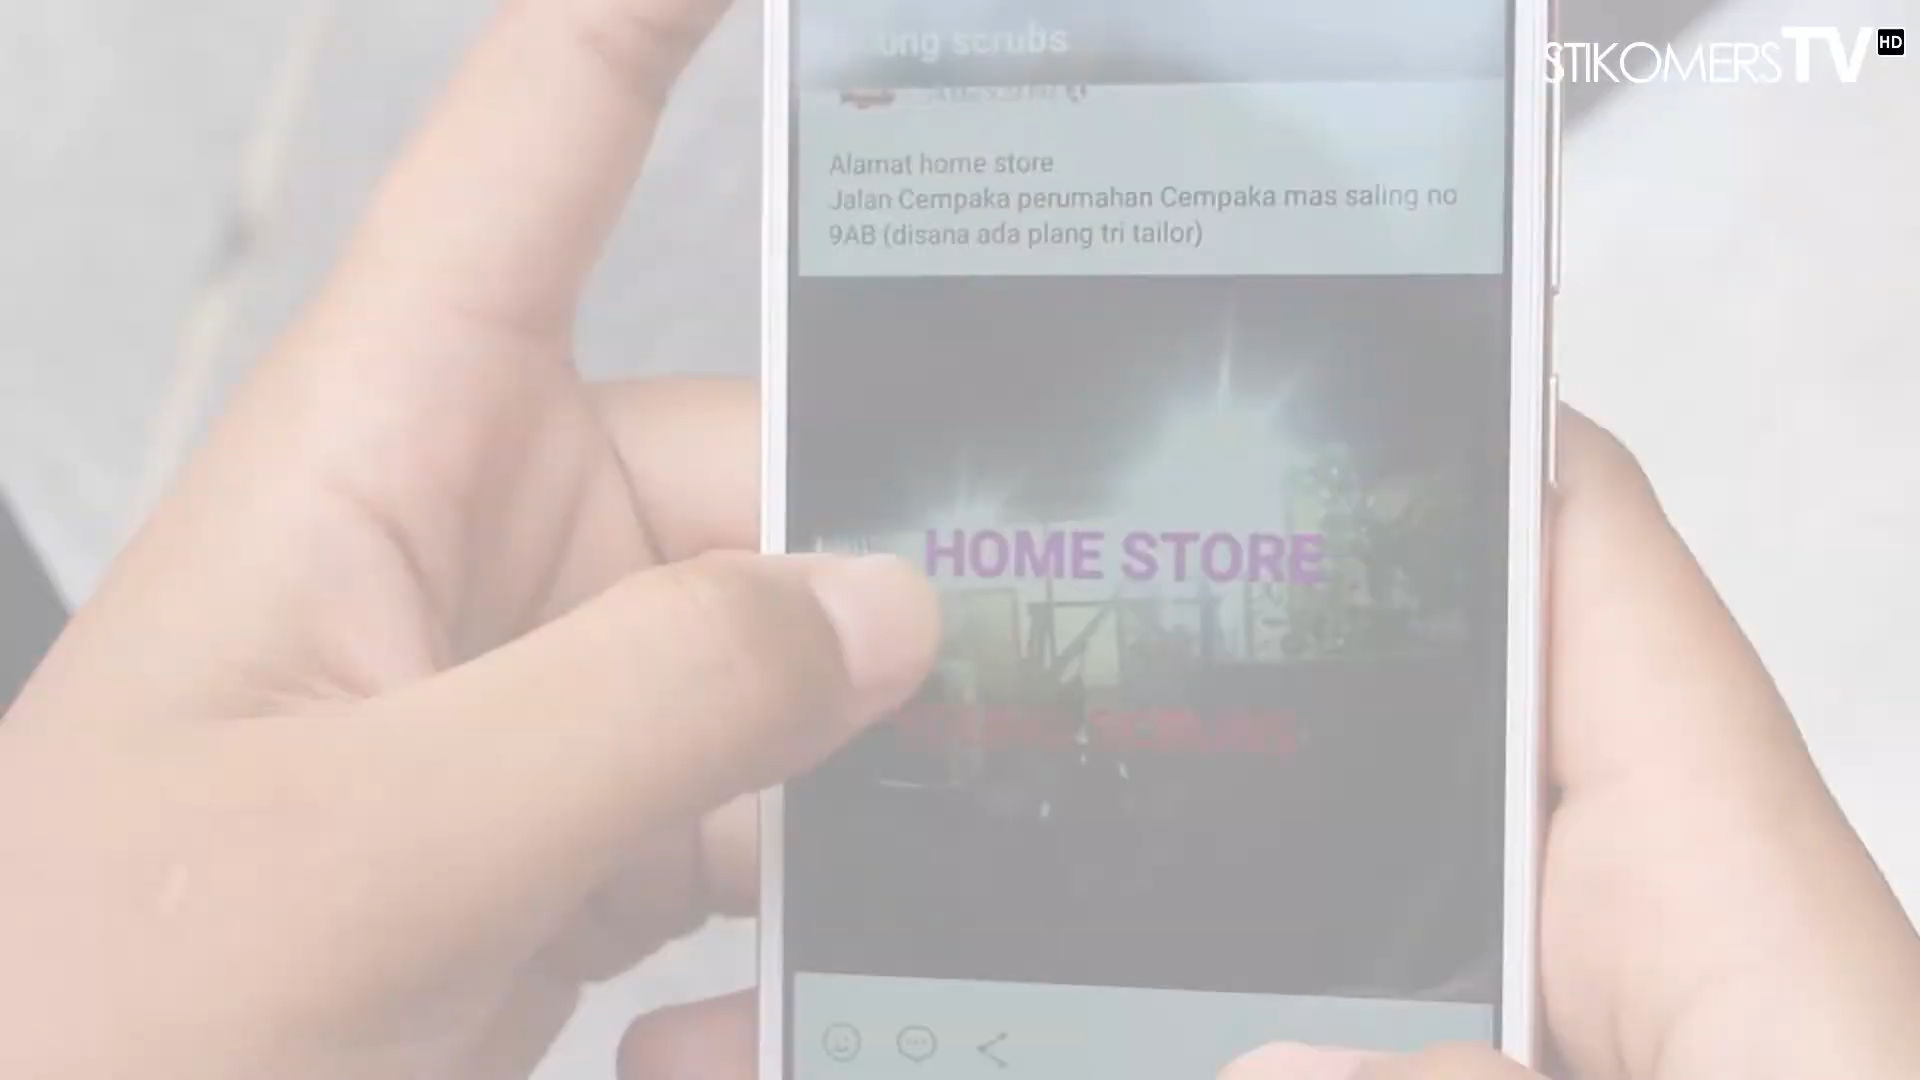 ung scrubs
STIKOMERSTV HD
Alamat home store
Jalan Cempaka perumahan Cempaka mas saling no
9AB (disana ada plang tri tailor)
HOME STORE